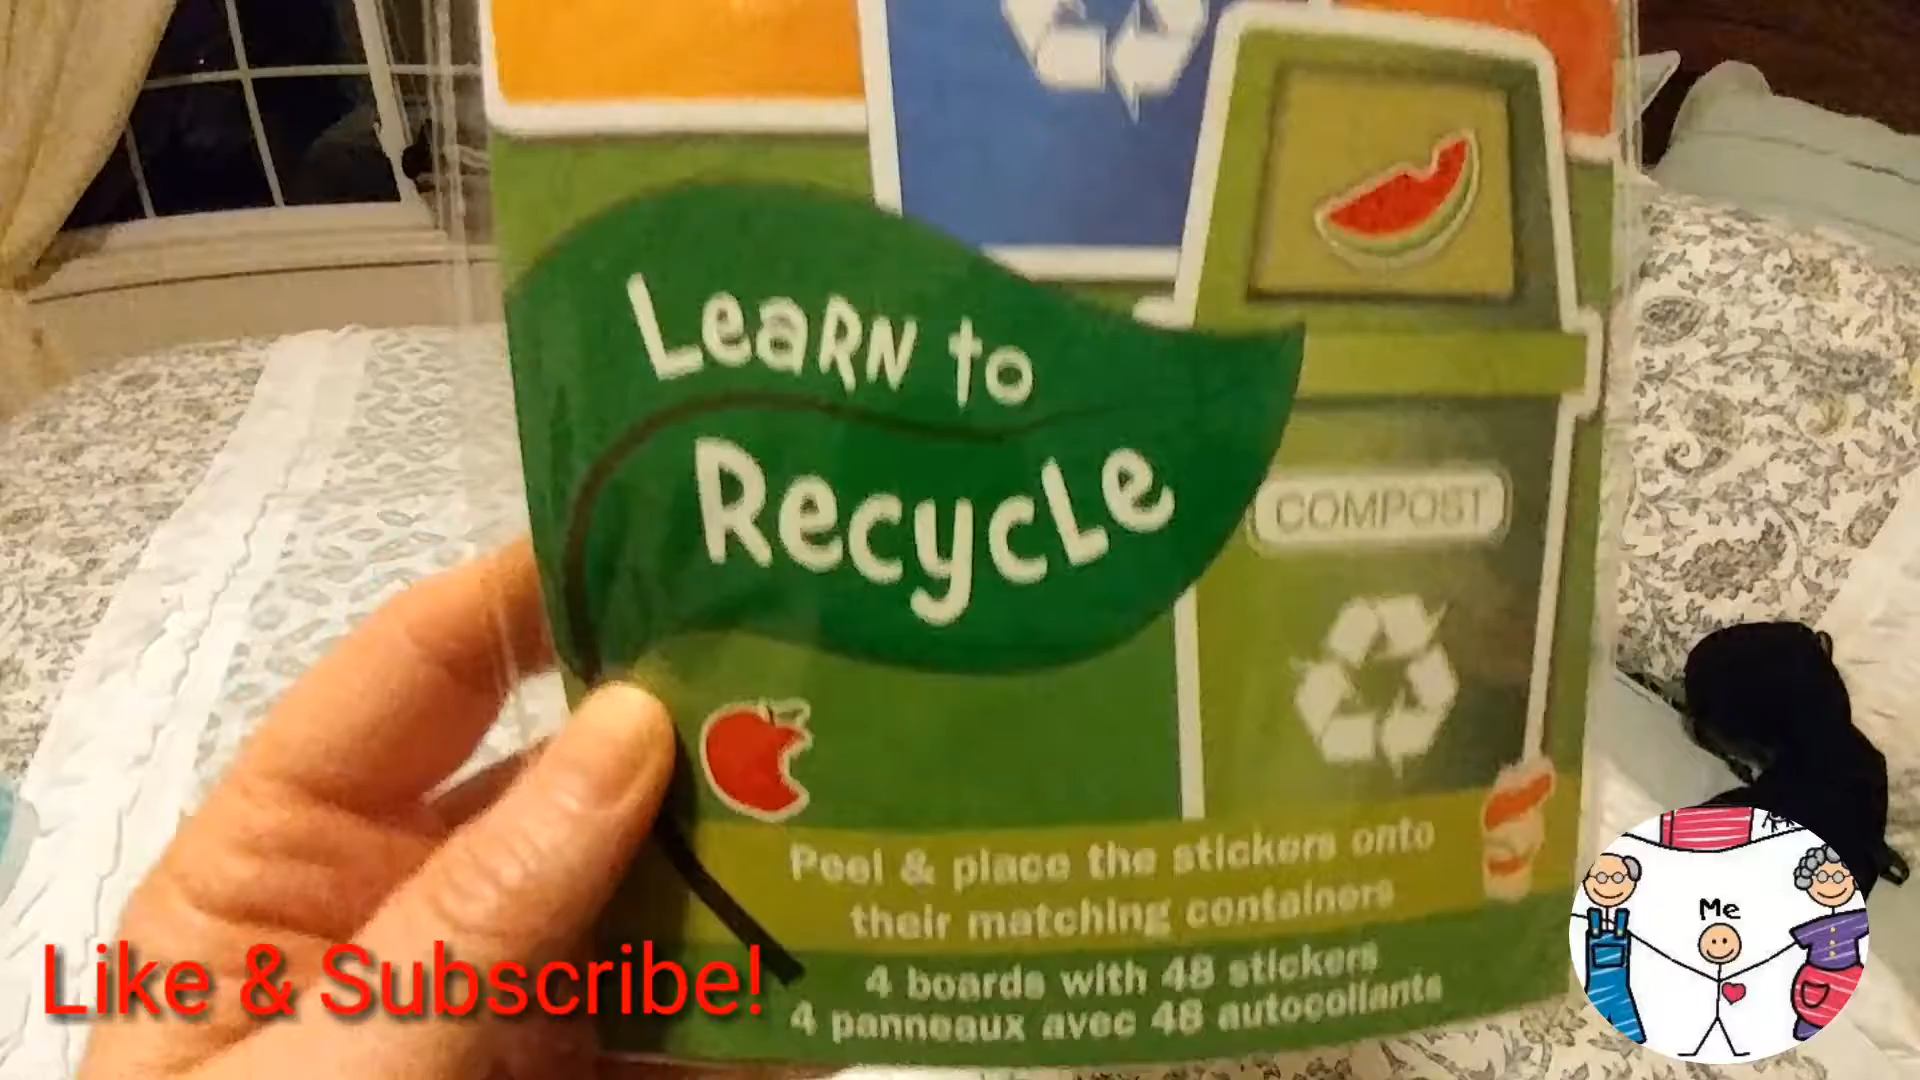 LeaRN to
Recycle
COMPOST
Peel & place the stickers onto
their matching containers
4 boards with 48 stickers
4 panneaux avec 48 autocollants
Like & Subscribe!
Me